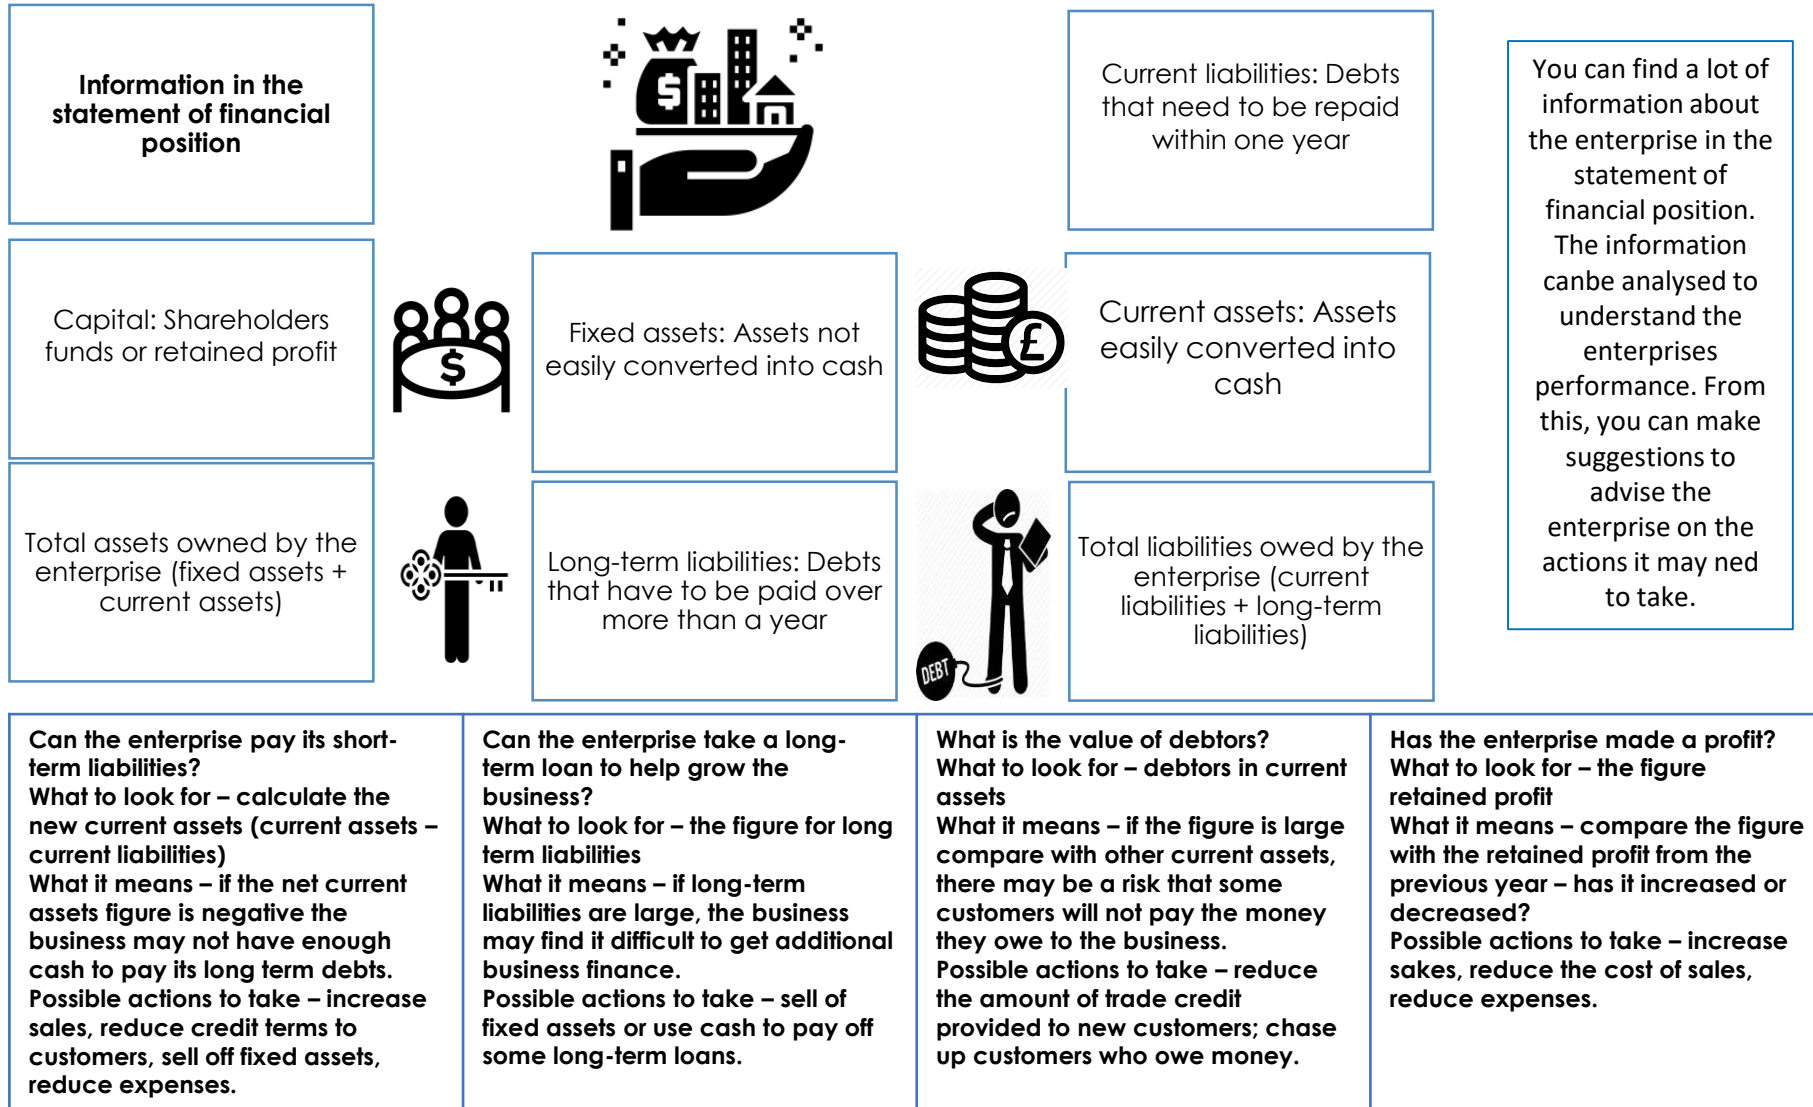 Information in the
statement of financial
position
$
Current liabilities: Debts
that need to be repaid
within one year
You can find a lot of
information about
the enterprise in the
statement of
financial position.
The information
canbe analysed to
understand the
enterprises
performance. From
this, you can make
suggestions to
advise the
enterprise on the
actions it may ned
to take.
Capital: Shareholders
funds or retained profit
$
Fixed assets: Assets not
easily converted into cash
£
Current assets: Assets
easily converted into
cash
Total assets owned by the
enterprise (fixed assets +
current assets)
Long-term liabilities: Debts
that have to be paid over
more than a year
DEBT
Total liabilities owed by the
enterprise (current
liabilities + long-term
liabilities)
Can the enterprise pay its short-
term liabilities?
What to look for – calculate the
new current assets (current assets –
current liabilities)
What it means – if the net current
assets figure is negative the
business may not have enough
cash to pay its long term debts.
Possible actions to take – increase
sales, reduce credit terms to
customers, sell off fixed assets,
reduce expenses.
Can the enterprise take a long-
term loan to help grow the
business?
What to look for – the figure for long
term liabilities
What it means – if long-term
liabilities are large, the business
may find it difficult to get additional
business finance.
Possible actions to take – sell of
fixed assets or use cash to pay off
some long-term loans.
What is the value of debtors?
What to look for – debtors in current
assets
What it means – if the figure is large
compare with other current assets,
there may be a risk that some
customers will not pay the money
they owe to the business.
Possible actions to take – reduce
the amount of trade credit
provided to new customers; chase
up customers who owe money.
Has the enterprise made a profit?
What to look for – the figure
retained profit
What it means – compare the figure
with the retained profit from the
previous year – has it increased or
decreased?
Possible actions to take – increase
sakes, reduce the cost of sales,
reduce expenses.